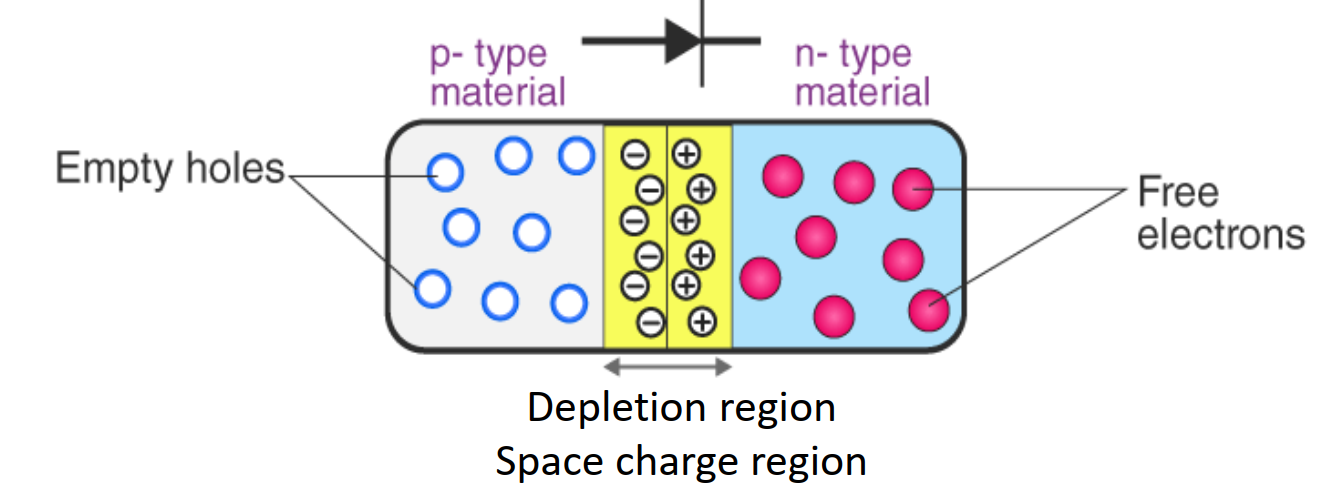 p- type
material
n- type
material
Empty holes
Free
electrons
Depletion region
Space charge region